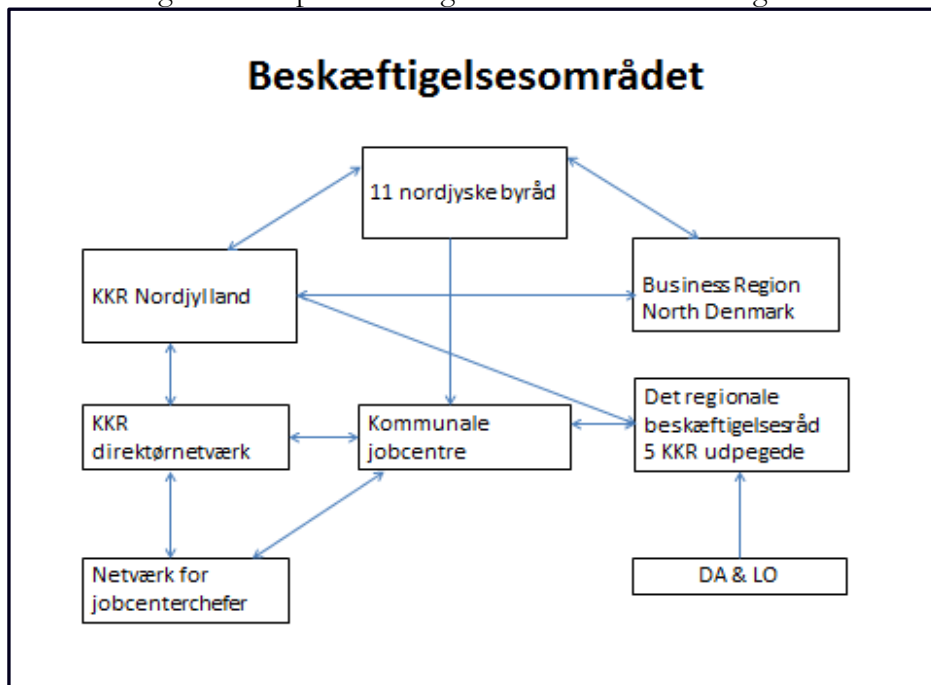 Beskæftigelsesområdet
11 nordjyske byråd
KKR Nordjylland
Business Region
North Denmark
KKR
direktørnetværk
Kommunale
jobcentre
Det regionale
beskæftigelsesråd
5 KKR udpegede
Netværk for
jobcenterchefer
DA & LO